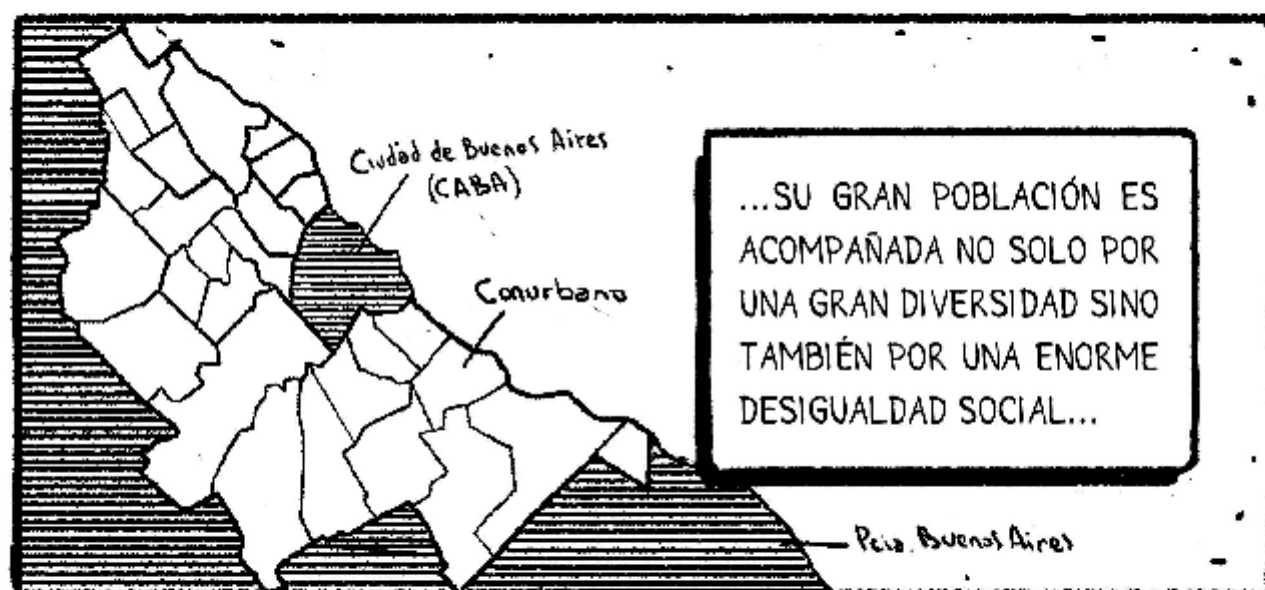 Ciudad de Buenos Aires
(CABA)
Conurbano
...SU GRAN POBLACIÓN ES
ACOMPAÑADA NO SOLO POR
UNA GRAN DIVERSIDAD SINO
TAMBIÉN POR UNA ENORME
DESIGUALDAD SOCIAL...
Pcia. Buenos Aires